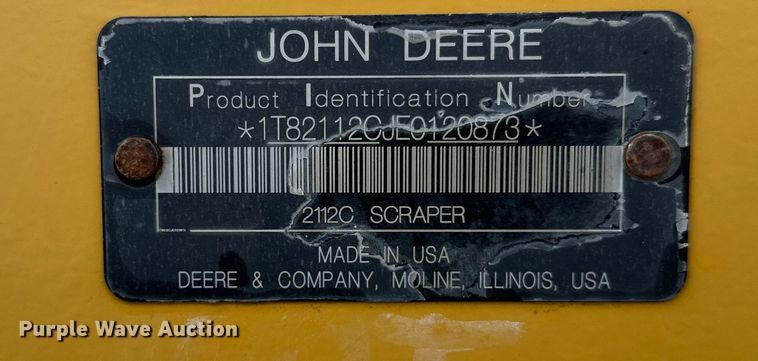 JOHN DEERE
Product Identification Number
*1T82112CJE0120873*
2112C SCRAPER
MADE IN USA
DEERE & COMPANY, MOLINE, ILLINOIS, USA
Purple Wave Auction